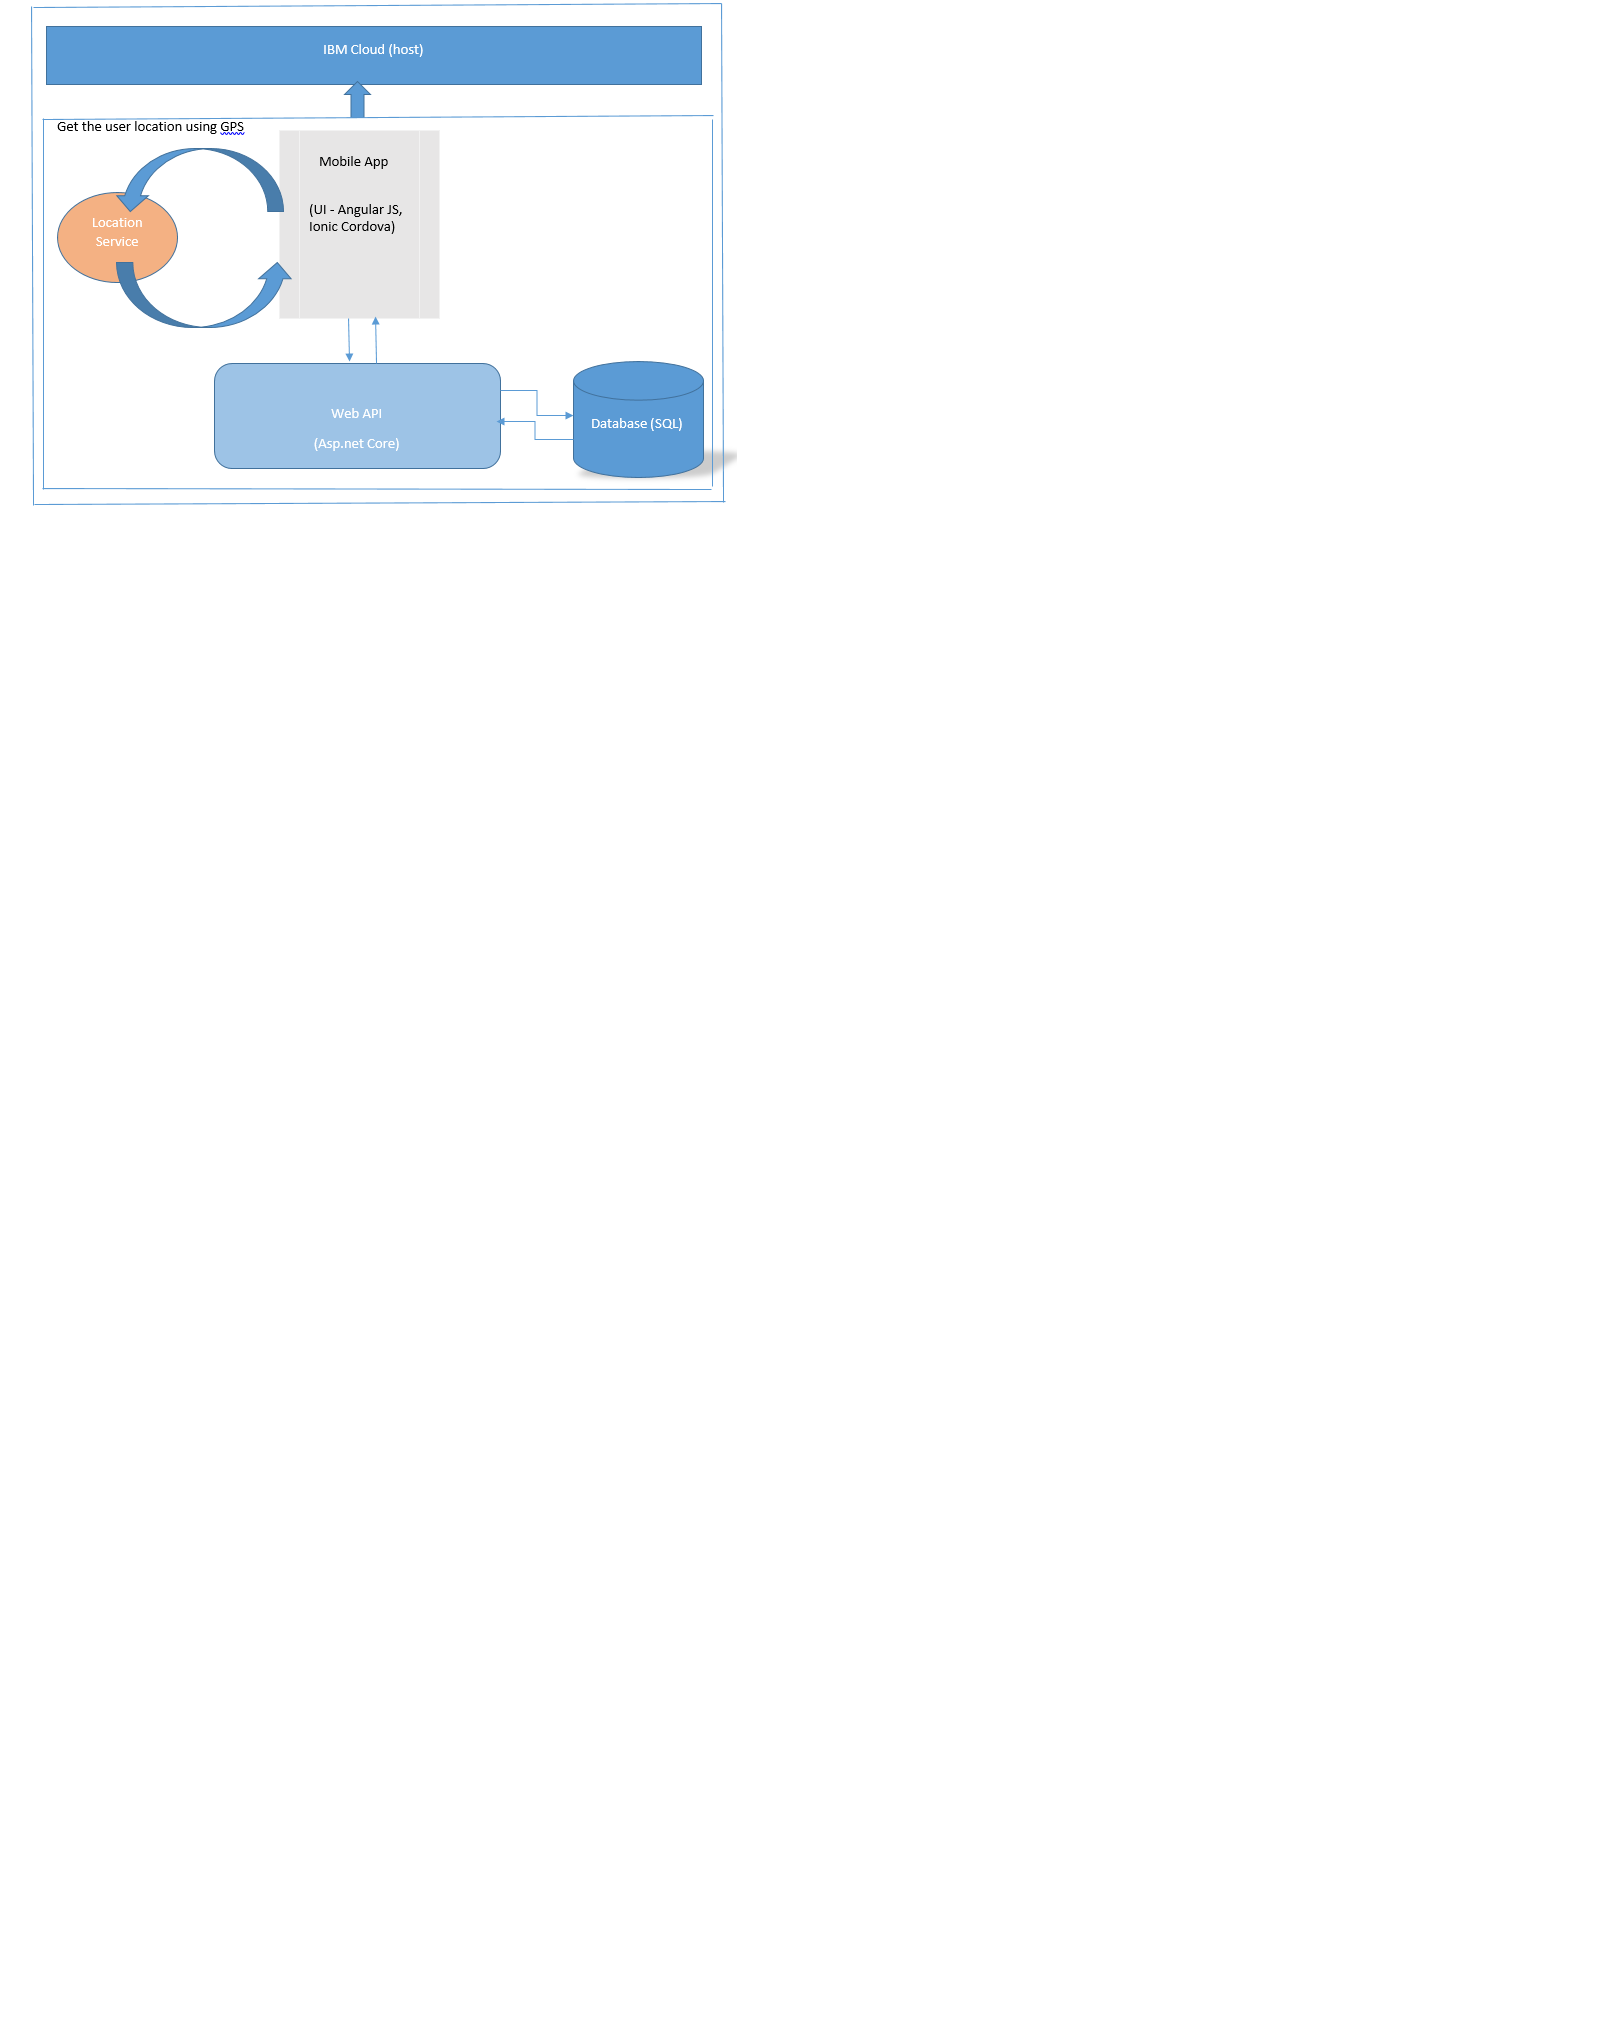 IBM Cloud (host)
Get the user location using GPS
Mobile App
(UI - Angular JS,
Ionic Cordova)
Location
Service
Web API
(Asp.net Core)
Database (SQL)